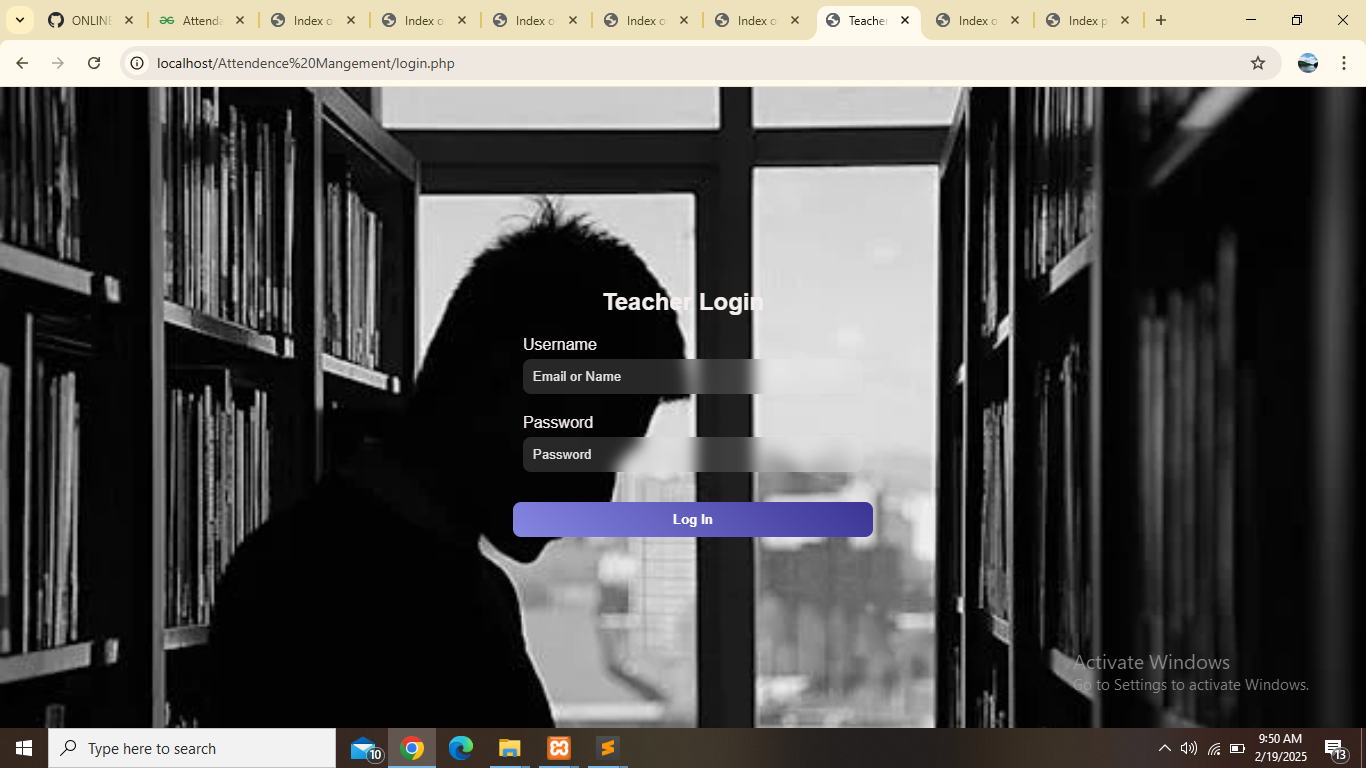 ONLINE
Attenda
Index o
Index o
Index o
Index o
Index o
Teacher
Index o
Index p
localhost/Attendence%20Mangement/login.php
Teacher Login
Username
Email or Name
Password
Password
Log In
Activate Windows
Go to Settings to activate Windows.
Type here to search
10
9:50 AM
2/19/2025
13